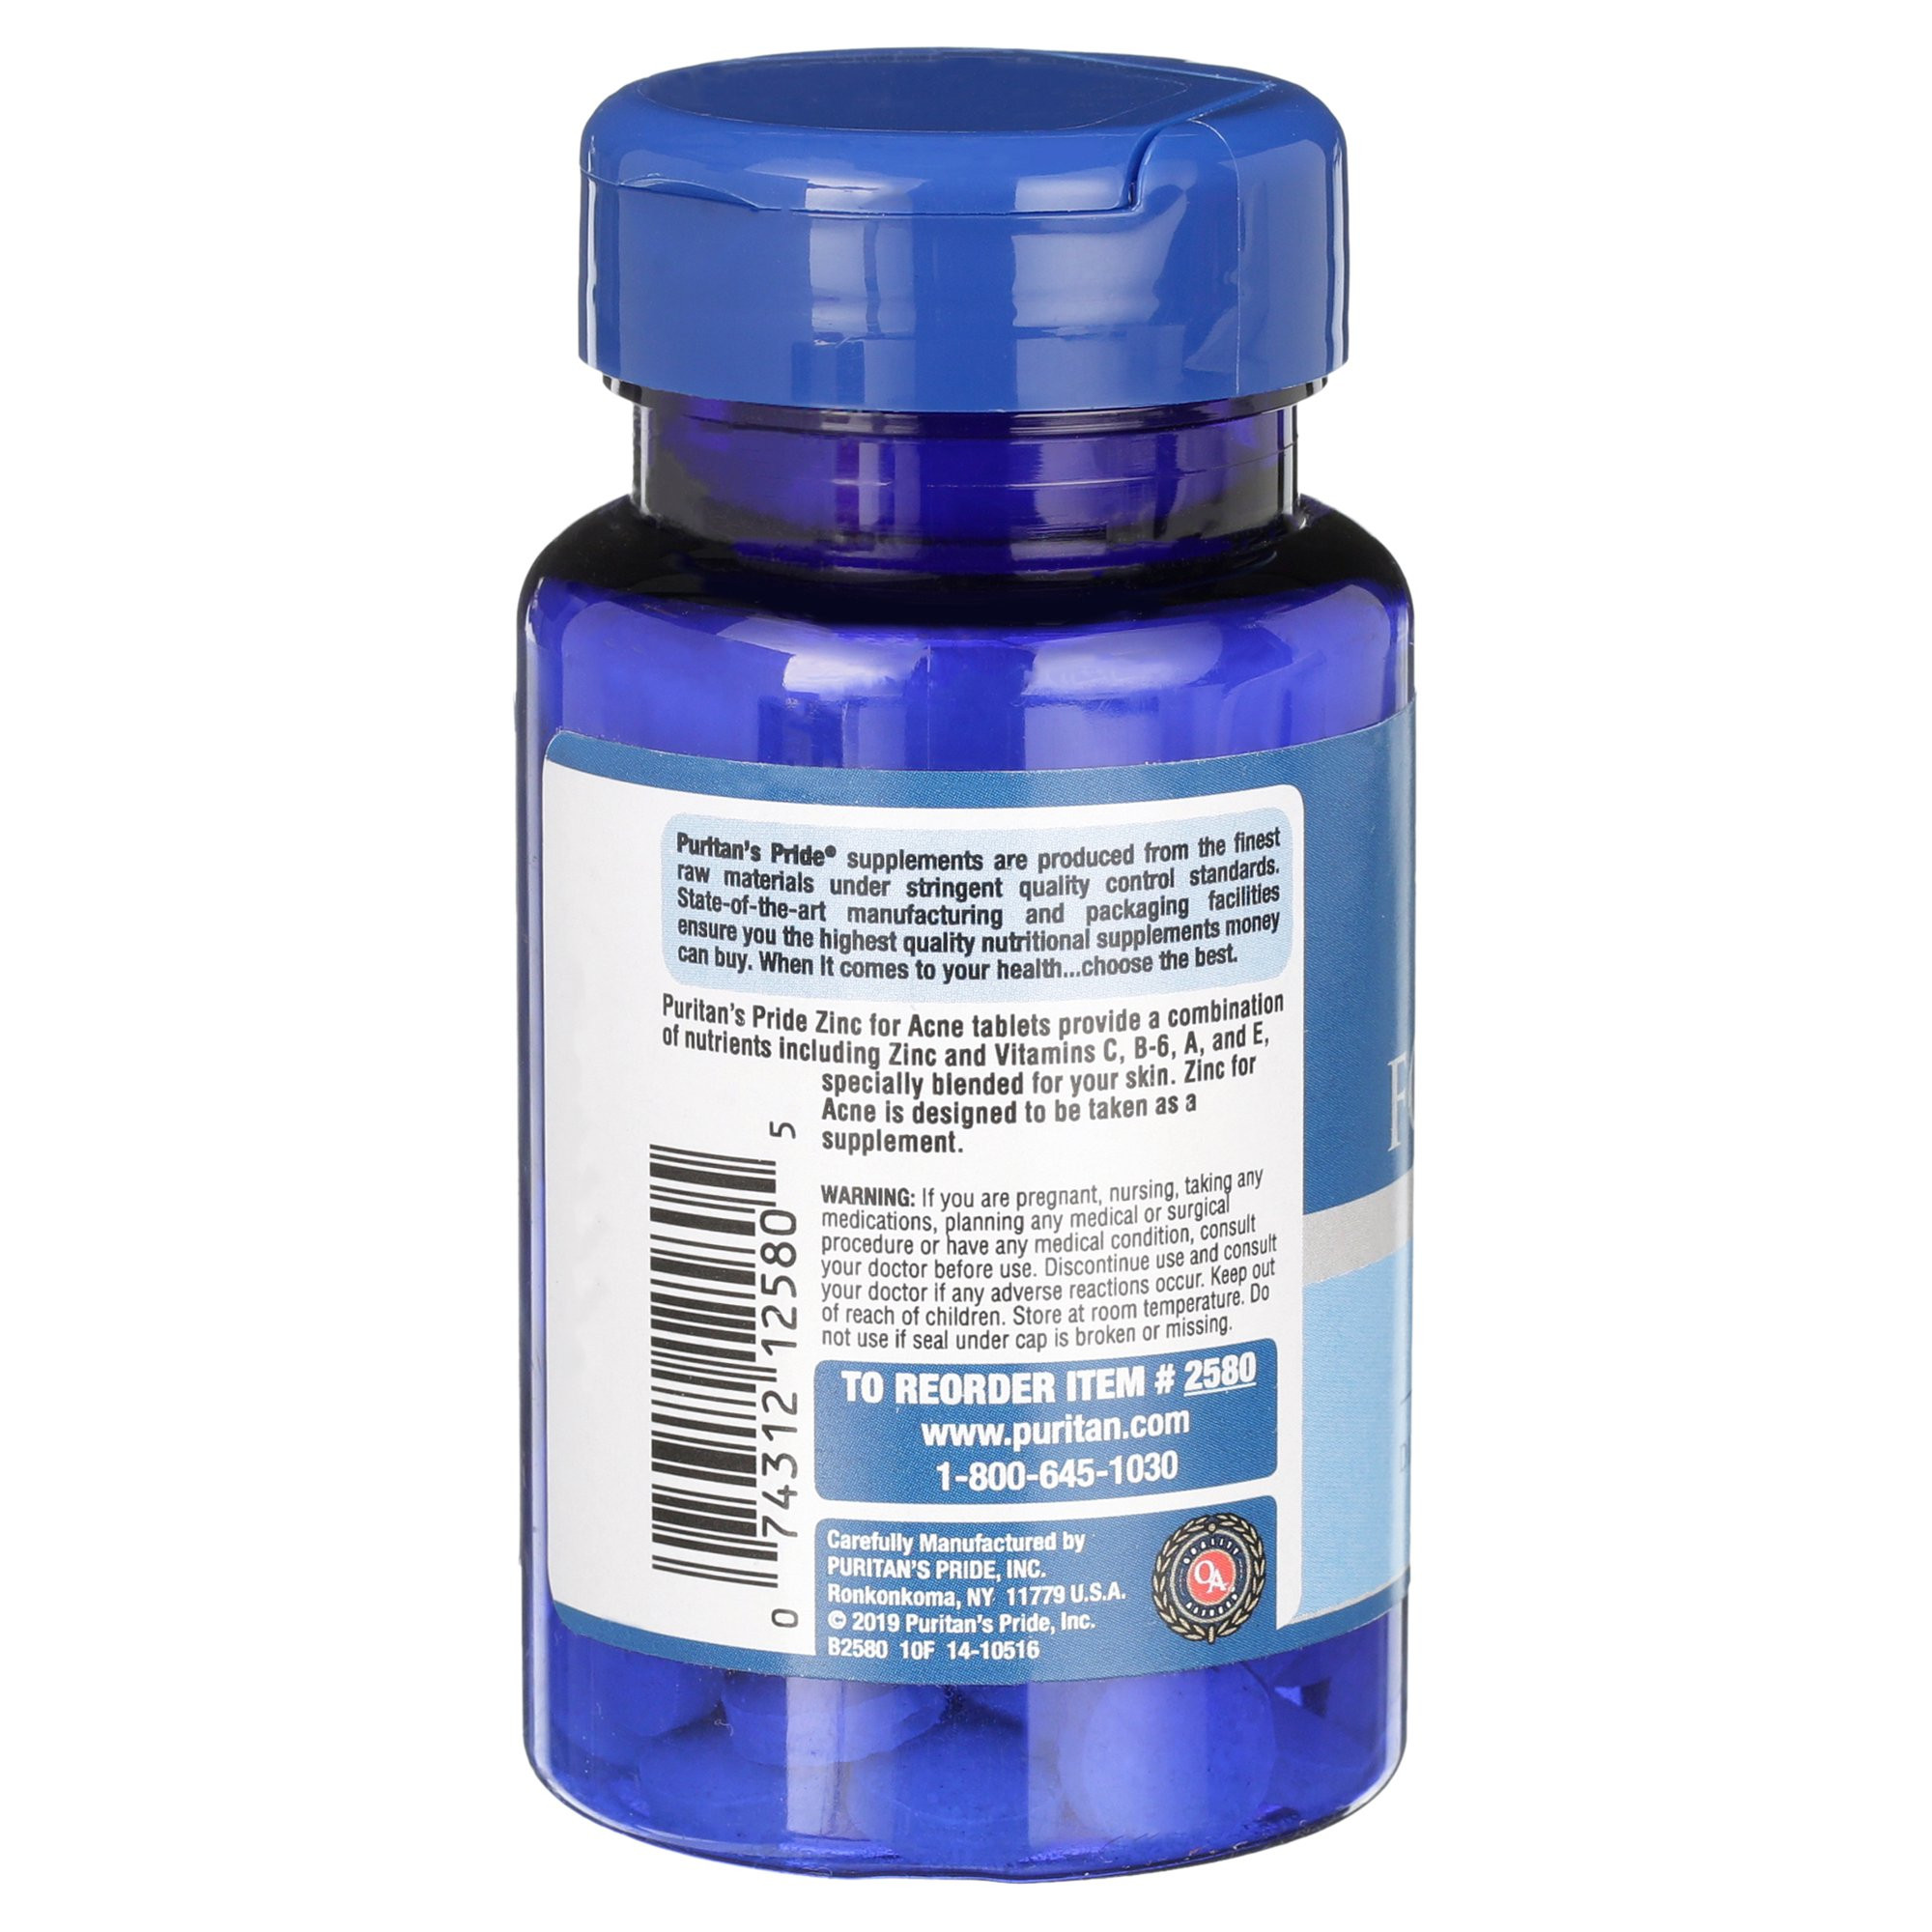 Puritan's Pride® supplements are produced from the finest
raw materials under stringent quality control standards.
State-of-the-art manufacturing and packaging facilities
ensure you the highest quality nutritional supplements money
can buy. When it comes to your health...choose the best.
Puritan's Pride Zinc for Acne tablets provide a combination
of nutrients including Zinc and Vitamins C, B-6, A, and E,
specially blended for your skin. Zinc for
Acne is designed to be taken as a
supplement.
WARNING: If you are pregnant, nursing, taking any
medications, planning any medical or surgical
procedure or have any medical condition, consult
your doctor before use. Discontinue use and consult
your doctor if any adverse reactions occur. Keep out
of reach of children. Store at room temperature. Do
not use if seal under cap is broken or missing.
0 74312 12580 5
TO REORDER ITEM # 2580
www.puritan.com
1-800-645-1030
Carefully Manufactured by
PURITAN'S PRIDE, INC.
Ronkonkoma, NY 11779 U.S.A.
© 2019 Puritan's Pride, Inc.
B2580 10F 14-10516
QUALITY
QA